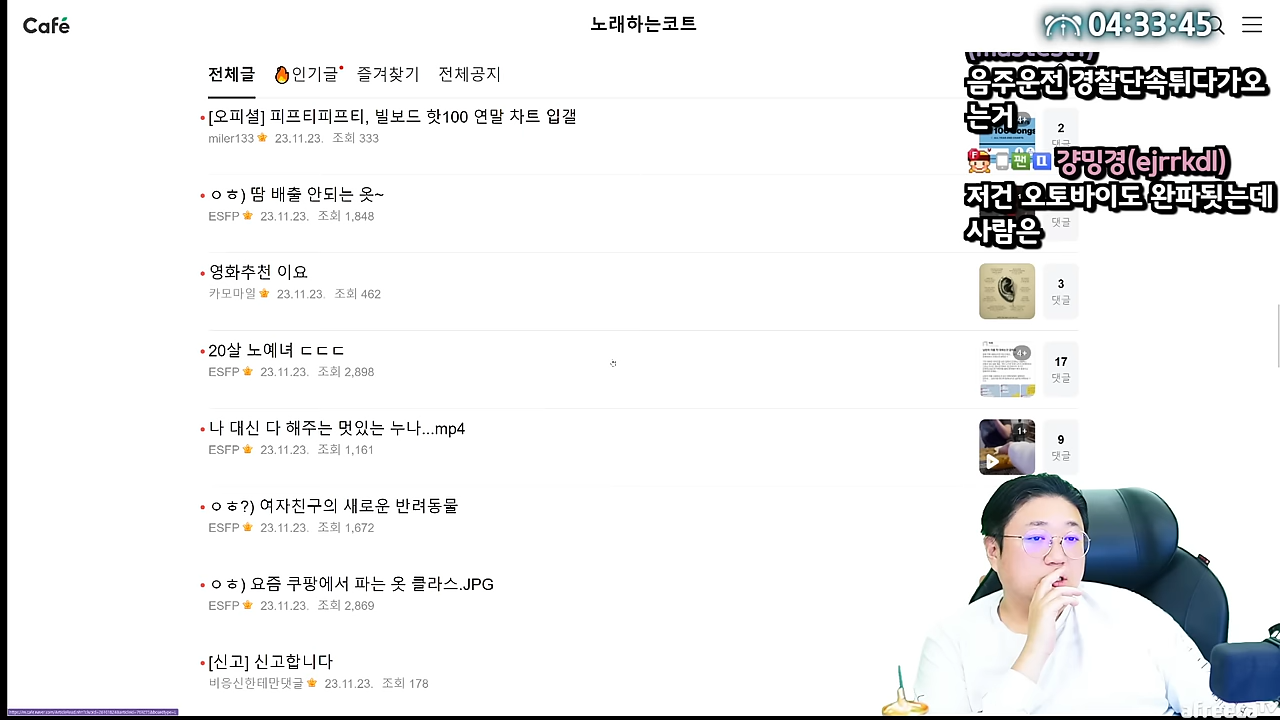 Café
노래하는코트
04:33:45
전체글
🔥인기글
즐겨찾기
전체공지
음주운전 경찰단속튀다가오
는거
F 팬 걍밍경(ejrrkdl)
저건 오토바이도 완파됫는데
사람은
[오피셜] 피프티피프티, 빌보드 핫100 연말 차트 입갤
miler133 23.11.23. 조회 333
2
댓글
ㅇㅎ) 땀 배출 안되는 옷~
ESFP 23.11.23. 조회 1,848
댓글
영화추천 이요
카모마일 23.11.23. 조회 462
3
댓글
20살 노예녀 ㄷㄷㄷ
ESFP 23.11.23. 조회 2,898
4+
17
댓글
나 대신 다 해주는 멋있는 누나...mp4
ESFP 23.11.23. 조회 1,161
1+
9
댓글
ㅇㅎ?) 여자친구의 새로운 반려동물
ESFP 23.11.23. 조회 1,672
ㅇㅎ) 요즘 쿠팡에서 파는 옷 클라스.JPG
ESFP 23.11.23. 조회 2,869
[신고] 신고합니다
비응신한테만댓글 23.11.23. 조회 178
afreecaTV